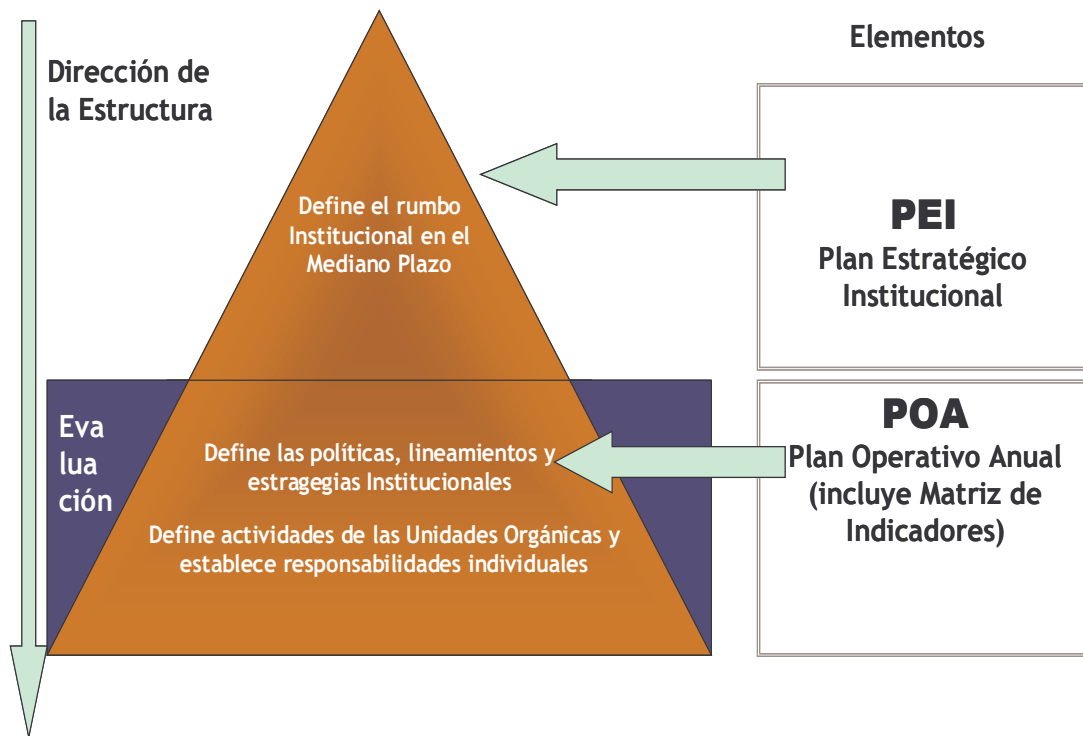 Elementos
Dirección de
la Estructura
Define el rumbo
Institucional en el
Mediano Plazo
PEI
Plan Estratégico
Institucional
Eva
lua
ción
Define las políticas, lineamientos y
estragegias Institucionales
Define actividades de las Unidades Orgánicas y
establece responsabilidades individuales
POA
Plan Operativo Anual
(incluye Matriz de
Indicadores)